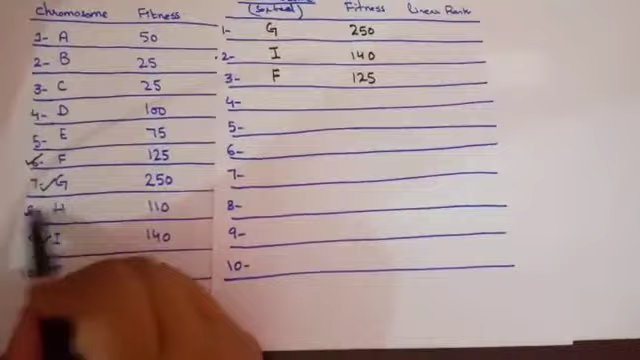 Chromosome Fitness
1- A 50
2- B 25
3- C 25
4- D 100
5- E 75
6- F 125
7- G 250
H 110
I 140
(Sorted) Fitness Linear Rank
1- G 250
2- I 140
3- F 125
4-
5-
6-
7-
8-
9-
10-